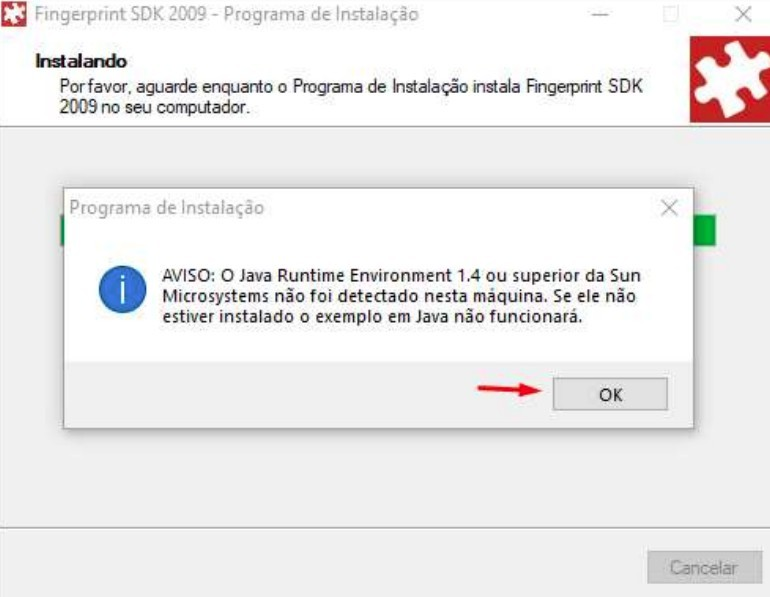 Fingerprint SDK 2009 - Programa de Instalação
Instalando
Por favor, aguarde enquanto o Programa de Instalação instala Fingerprint SDK
2009 no seu computador.
Programa de Instalação
AVISO: O Java Runtime Environment 1.4 ou superior da Sun
Microsystems não foi detectado nesta máquina. Se ele não
estiver instalado o exemplo em Java não funcionará.
OK
Cancelar